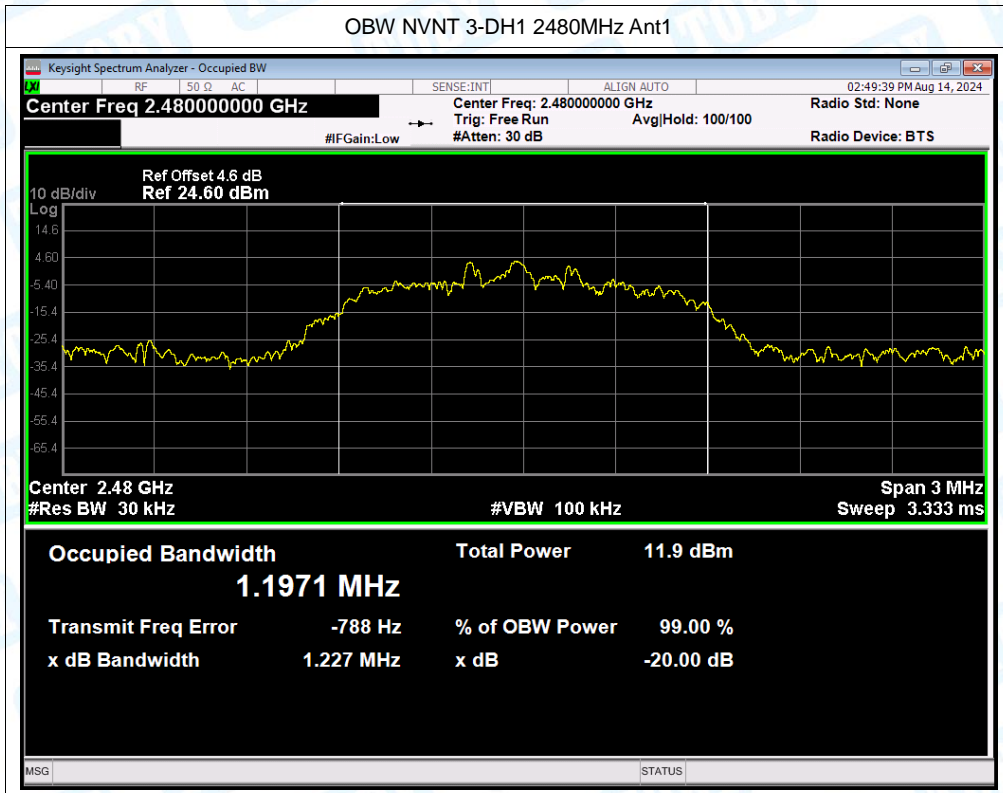 OBW NVNT 3-DH1 2480MHz Ant1
Keysight Spectrum Analyzer - Occupied BW
LXI RF 50 Ω AC SENSE:INT ALIGN AUTO 02:49:39 PM Aug 14, 2024
Center Freq 2.480000000 GHz Center Freq: 2.480000000 GHz Radio Std: None
Trig: Free Run Avg|Hold: 100/100
#IFGain:Low #Atten: 30 dB Radio Device: BTS
Ref Offset 4.6 dB
10 dB/div Ref 24.60 dBm
Log
14.6
4.60
-5.40
-15.4
-25.4
-35.4
-45.4
-55.4
-65.4
Center 2.48 GHz Span 3 MHz
#Res BW 30 kHz #VBW 100 kHz Sweep 3.333 ms
Occupied Bandwidth Total Power 11.9 dBm
1.1971 MHz
Transmit Freq Error -788 Hz % of OBW Power 99.00 %
x dB Bandwidth 1.227 MHz x dB -20.00 dB
MSG STATUS